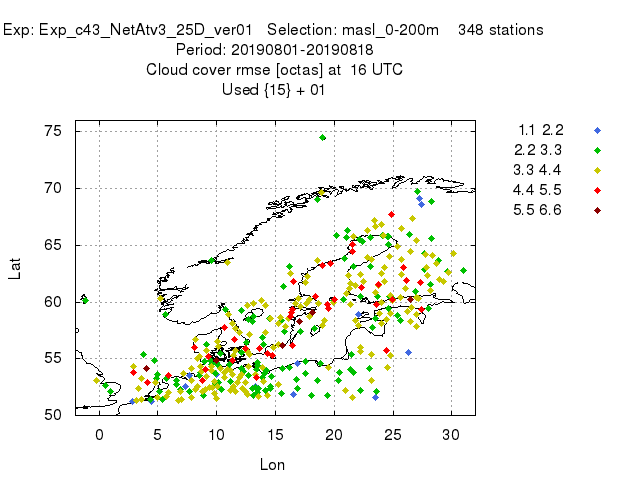 Exp: Exp_c43_NetAtv3_25D_ver01 Selection: masl_0-200m 348 stations
Period: 20190801-20190818
Cloud cover rmse [octas] at 16 UTC
Used {15} + 01
1.1 2.2
2.2 3.3
3.3 4.4
4.4 5.5
5.5 6.6
75
70
65
60
55
50
Lat
0 5 10 15 20 25 30
Lon